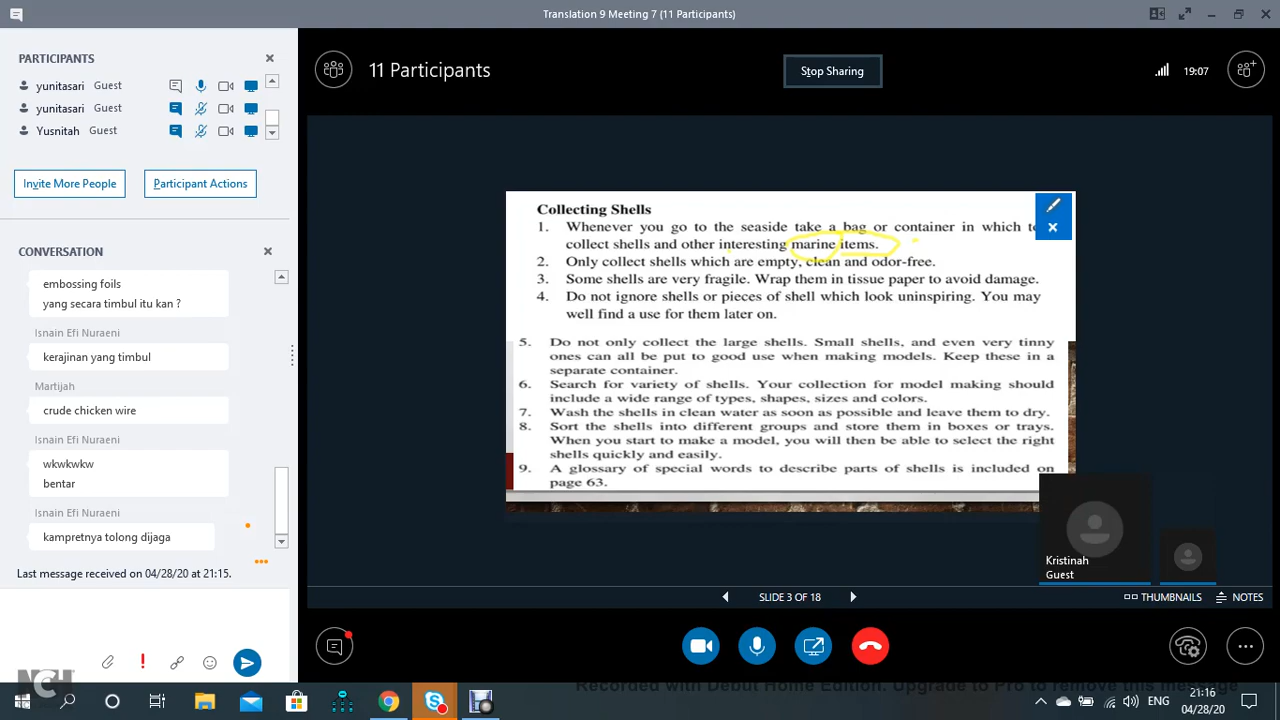 Translation 9 Meeting 7 (11 Participants)
PARTICIPANTS
yunitasari Guest
yunitasari Guest
Yusnitah Guest
Invite More People
Participant Actions
CONVERSATION
embossing foils
yang secara timbul itu kan ?
Isnain Efi Nuraeni
kerajinan yang timbul
Martijah
crude chicken wire
Isnain Efi Nuraeni
wkwkwkw
bentar
Isnain Efi Nuraeni
kampretnya tolong dijaga
Last message received on 04/28/20 at 21:15.
11 Participants
Stop Sharing
19:07
Collecting Shells
1. Whenever you go to the seaside take a bag or container in which
collect shells and other interesting marine items.
2. Only collect shells which are empty, clean and odor-free.
3. Some shells are very fragile. Wrap them in tissue paper to avoid damage.
4. Do not ignore shells or pieces of shell which look uninspiring. You may
well find a use for them later on.
5. Do not only collect the large shells. Small shells, and even very tinny
ones can all be put to good use when making models. Keep these in a
separate container.
6. Search for variety of shells. Your collection for model making should
include a wide range of types, shapes, sizes and colors.
7. Wash the shells in clean water as soon as possible and leave them to dry.
8. Sort the shells into different groups and store them in boxes or trays.
When you start to make a model, you will then be able to select the right
shells quickly and easily.
9. A glossary of special words to describe parts of shells is included on
page 63.
Kristinah
Guest
SLIDE 3 OF 18
THUMBNAILS
NOTES
NCH
Recorded with Debut Home Edition. Upgrade to Pro to remove this message
ENG
21:16
04/28/20